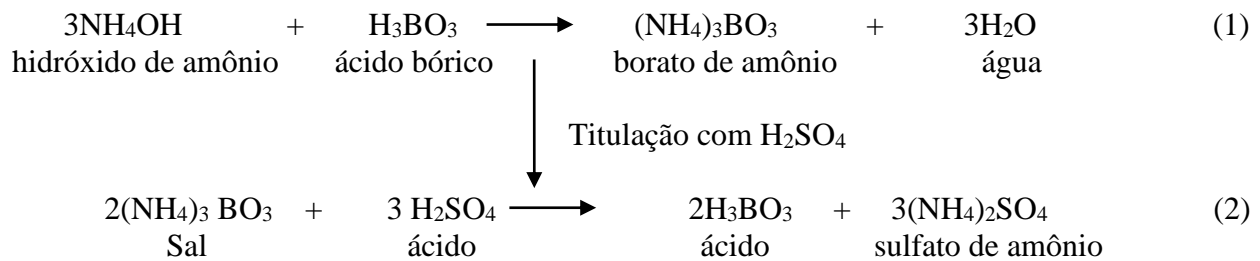 3NH₄OH + H₃BO₃ ⟶ (NH₄)₃BO₃ + 3H₂O (1)
hidróxido de amônio ácido bórico borato de amônio água
Titulação com H₂SO₄
2(NH₄)₃ BO₃ + 3 H₂SO₄ ⟶ 2H₃BO₃ + 3(NH₄)₂SO₄ (2)
Sal ácido ácido sulfato de amônio